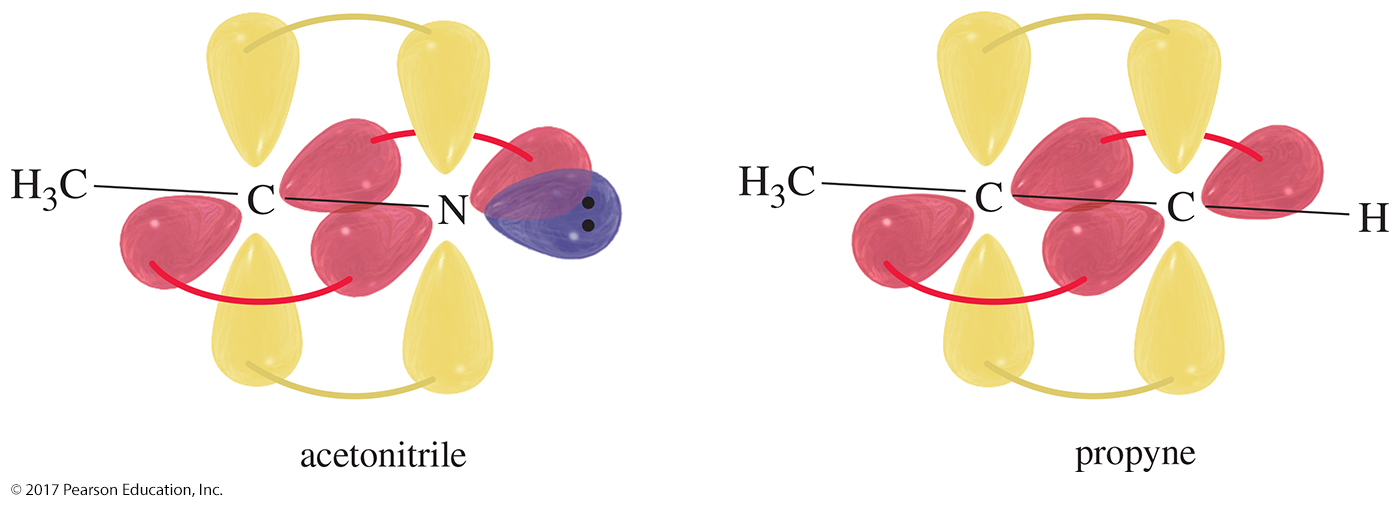 H₃C C N
H₃C C C H
acetonitrile
propyne
© 2017 Pearson Education, Inc.